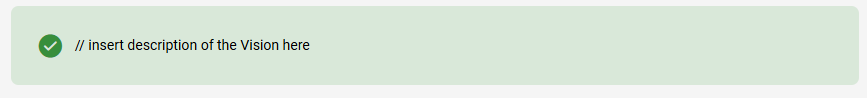 // insert description of the Vision here